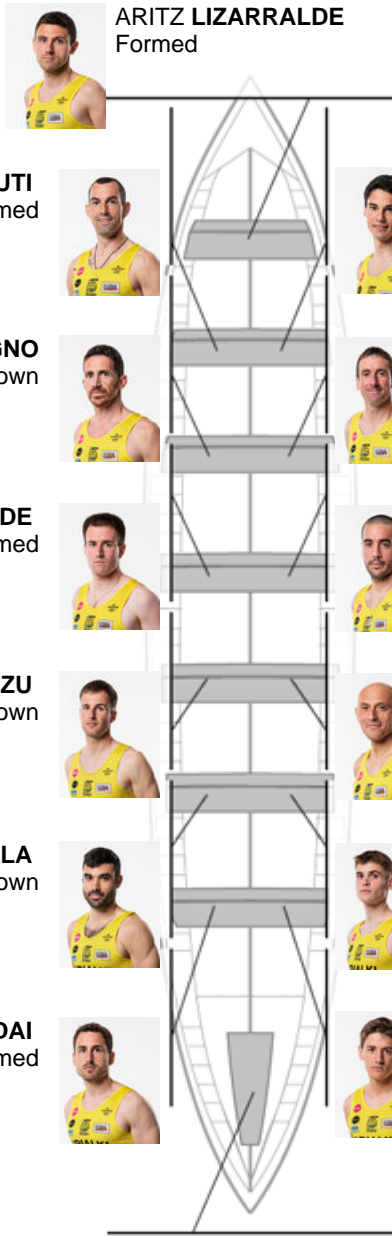 ARITZ LIZARRALDE
Formed
UTI
med
GNO
own
DE
med
ZU
own
LA
own
DAI
med